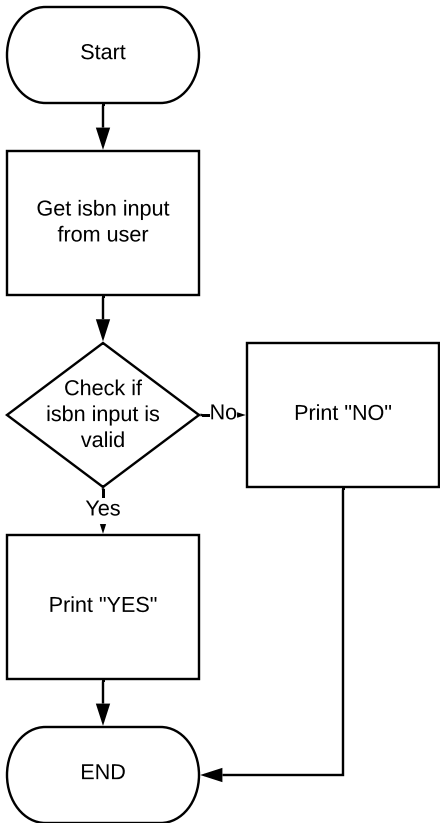 Start
Get isbn input
from user
Check if
isbn input is
valid
No
Print "NO"
Yes
Print "YES"
END